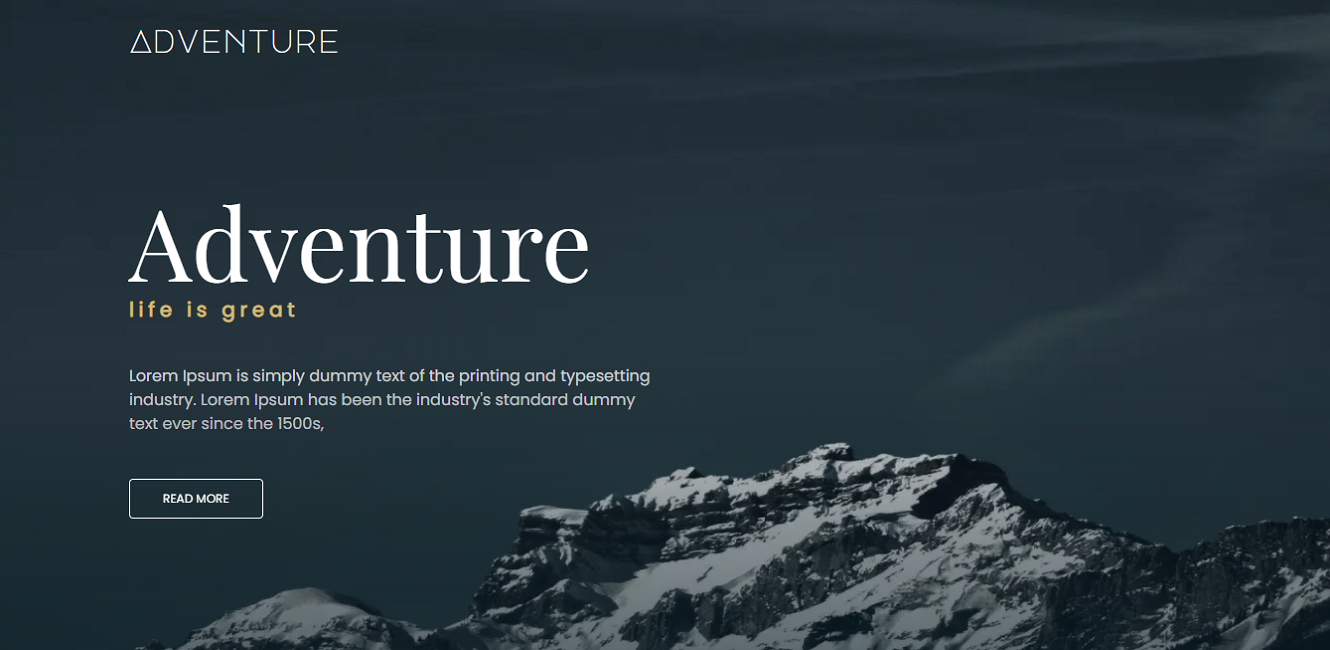 ADVENTURE
Adventure
life is great
Lorem Ipsum is simply dummy text of the printing and typesetting
industry. Lorem Ipsum has been the industry's standard dummy
text ever since the 1500s,
READ MORE